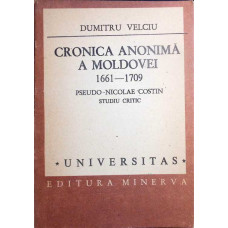 DUMITRU VELCIU
CRONICA ANONIMĂ
A MOLDOVEI
1661—1709
PSEUDO-NICOLAE COSTIN
STUDIU CRITIC
• UNIVERSITAS •
EDITURA MINERVA